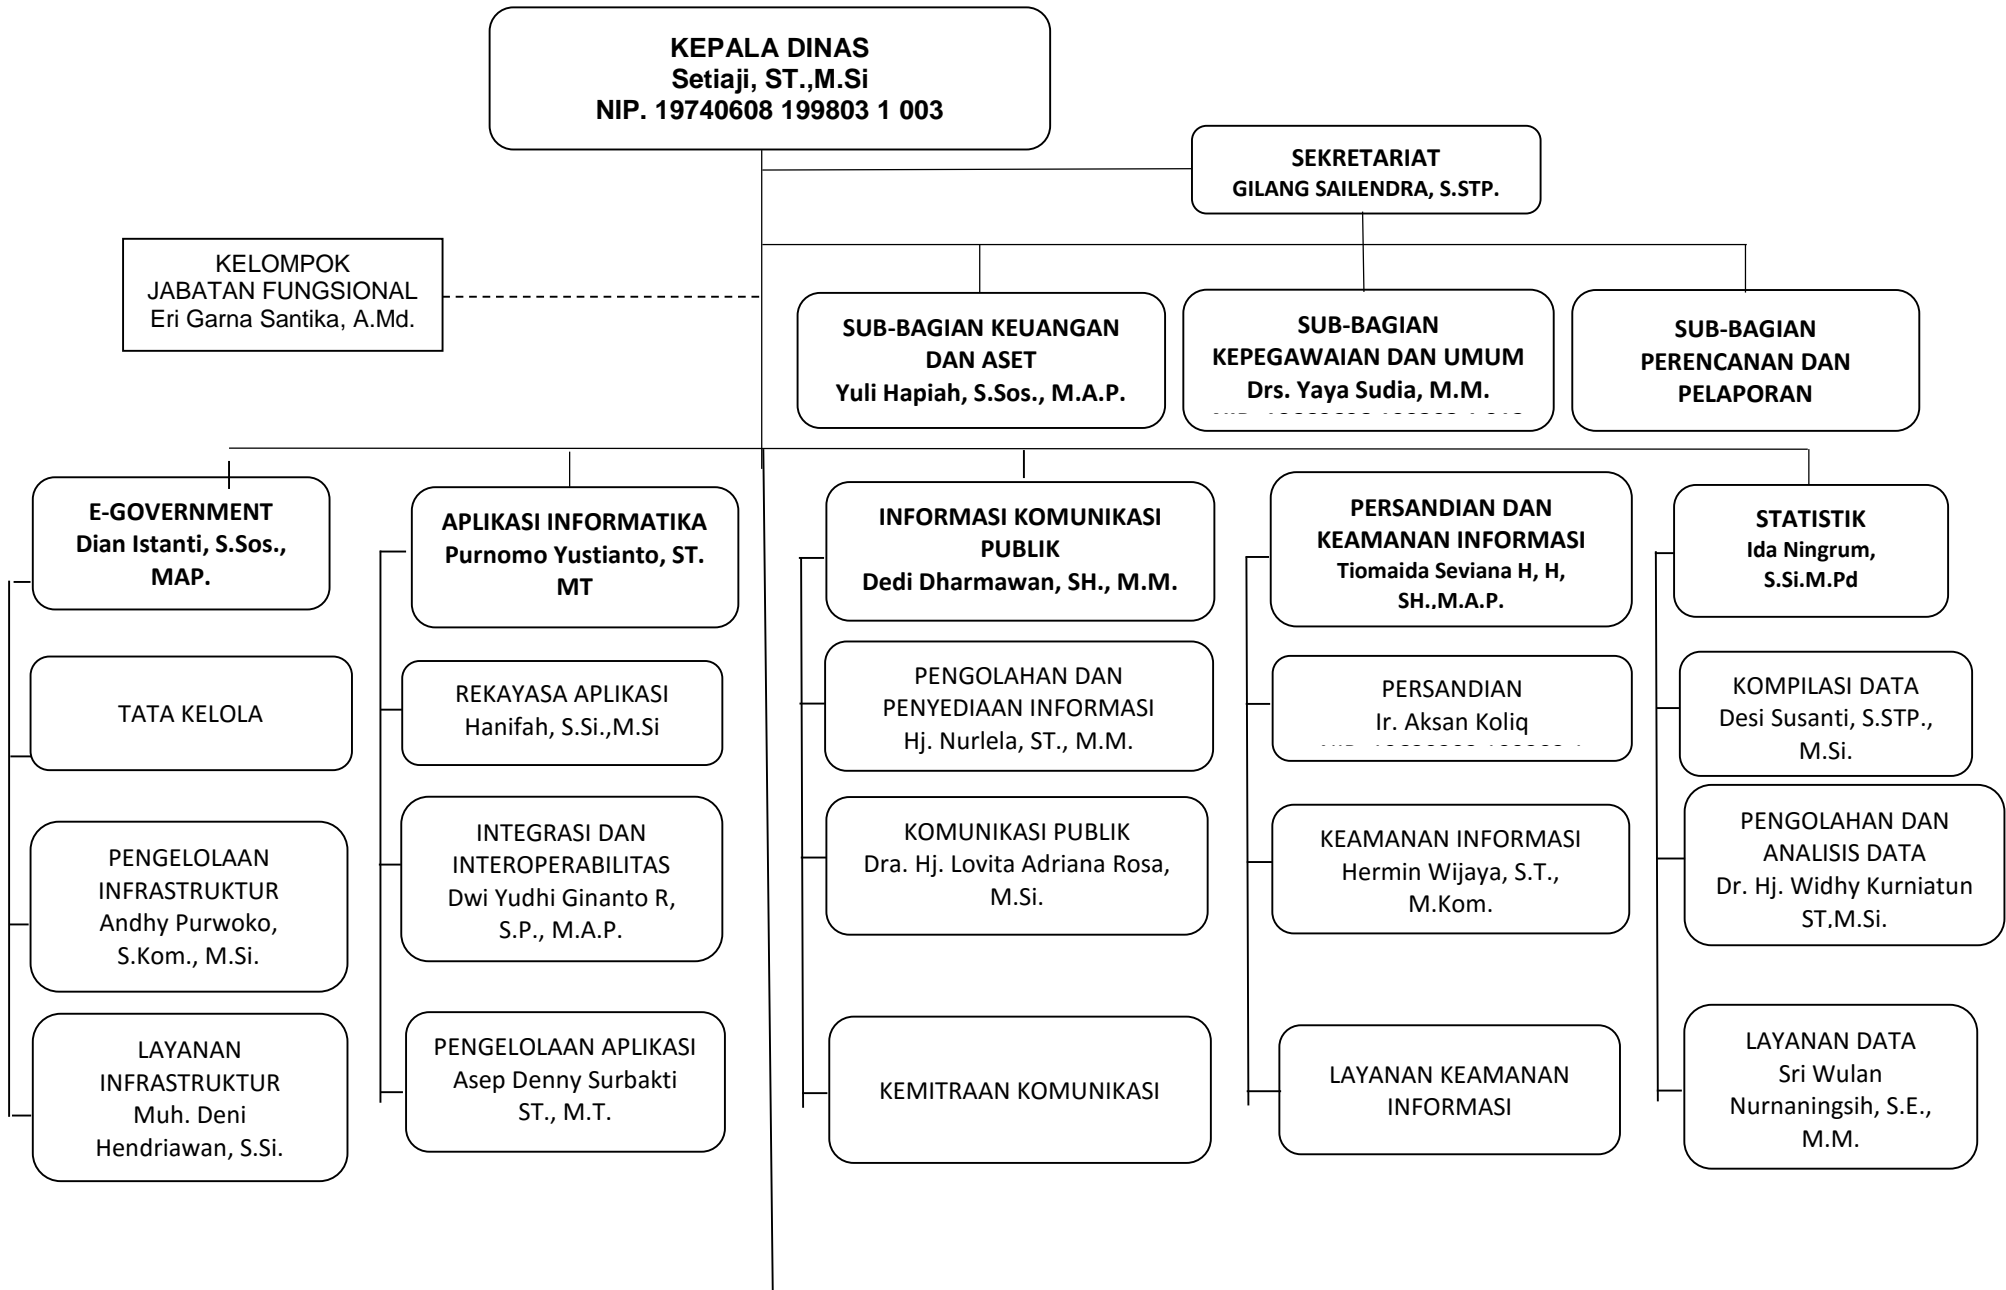 KEPALA DINAS
Setiaji, ST.,M.Si
NIP. 19740608 199803 1 003
SEKRETARIAT
GILANG SAILENDRA, S.STP.
KELOMPOK
JABATAN FUNGSIONAL
Eri Garna Santika, A.Md.
SUB-BAGIAN KEUANGAN
DAN ASET
Yuli Hapiah, S.Sos., M.A.P.
SUB-BAGIAN
KEPEGAWAIAN DAN UMUM
Drs. Yaya Sudia, M.M.
SUB-BAGIAN
PERENCANAN DAN
PELAPORAN
E-GOVERNMENT
Dian Istanti, S.Sos.,
MAP.
APLIKASI INFORMATIKA
Purnomo Yustianto, ST.
MT
INFORMASI KOMUNIKASI
PUBLIK
Dedi Dharmawan, SH., M.M.
PERSANDIAN DAN
KEAMANAN INFORMASI
Tiomaida Seviana H, H,
SH.,M.A.P.
STATISTIK
Ida Ningrum,
S.Si.M.Pd
TATA KELOLA
REKAYASA APLIKASI
Hanifah, S.Si.,M.Si
PENGOLAHAN DAN
PENYEDIAAN INFORMASI
Hj. Nurlela, ST., M.M.
PERSANDIAN
Ir. Aksan Koliq
KOMPILASI DATA
Desi Susanti, S.STP.,
M.Si.
PENGELOLAAN
INFRASTRUKTUR
Andhy Purwoko,
S.Kom., M.Si.
INTEGRASI DAN
INTEROPERABILITAS
Dwi Yudhi Ginanto R,
S.P., M.A.P.
KOMUNIKASI PUBLIK
Dra. Hj. Lovita Adriana Rosa,
M.Si.
KEAMANAN INFORMASI
Hermin Wijaya, S.T.,
M.Kom.
PENGOLAHAN DAN
ANALISIS DATA
Dr. Hj. Widhy Kurniatun
ST,M.Si.
LAYANAN
INFRASTRUKTUR
Muh. Deni
Hendriawan, S.Si.
PENGELOLAAN APLIKASI
Asep Denny Surbakti
ST., M.T.
KEMITRAAN KOMUNIKASI
LAYANAN KEAMANAN
INFORMASI
LAYANAN DATA
Sri Wulan
Nurnaningsih, S.E.,
M.M.